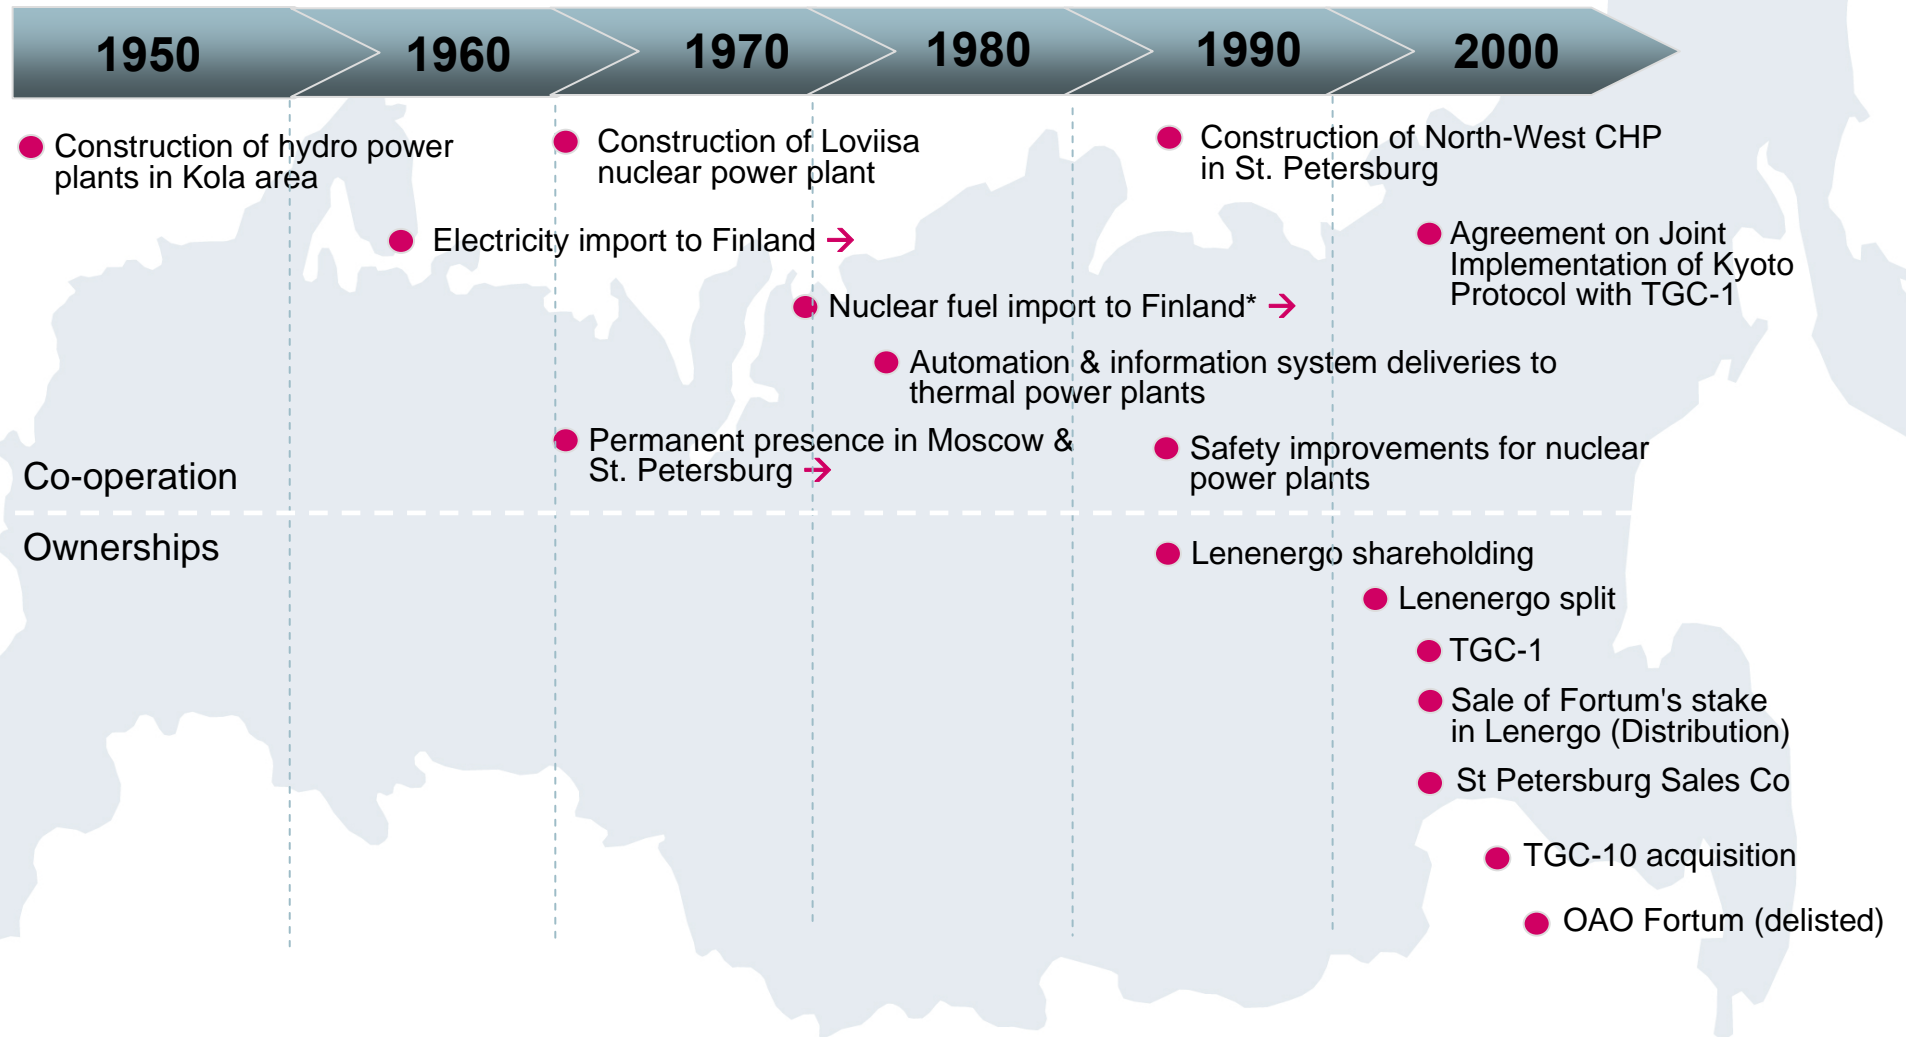 1950
1960
1970
1980
1990
2000
Construction of hydro power
plants in Kola area
Construction of Loviisa
nuclear power plant
Construction of North-West CHP
in St. Petersburg
Electricity import to Finland →
Agreement on Joint
Implementation of Kyoto
Protocol with TGC-1
Nuclear fuel import to Finland* →
Automation & information system deliveries to
thermal power plants
Permanent presence in Moscow &
St. Petersburg →
Safety improvements for nuclear
power plants
Co-operation
Ownerships
Lenenergo shareholding
Lenenergo split
TGC-1
Sale of Fortum's stake
in Lenergo (Distribution)
St Petersburg Sales Co
TGC-10 acquisition
OAO Fortum (delisted)